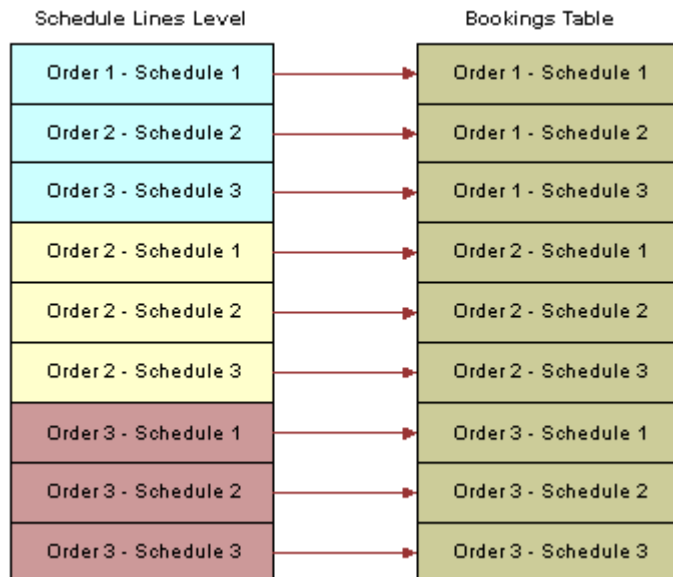 Schedule Lines Level Bookings Table
Order 1 - Schedule 1 Order 1 - Schedule 1
Order 2 - Schedule 2 Order 1 - Schedule 2
Order 3 - Schedule 3 Order 1 - Schedule 3
Order 2 - Schedule 1 Order 2 - Schedule 1
Order 2 - Schedule 2 Order 2 - Schedule 2
Order 2 - Schedule 3 Order 2 - Schedule 3
Order 3 - Schedule 1 Order 3 - Schedule 1
Order 3 - Schedule 2 Order 3 - Schedule 2
Order 3 - Schedule 3 Order 3 - Schedule 3